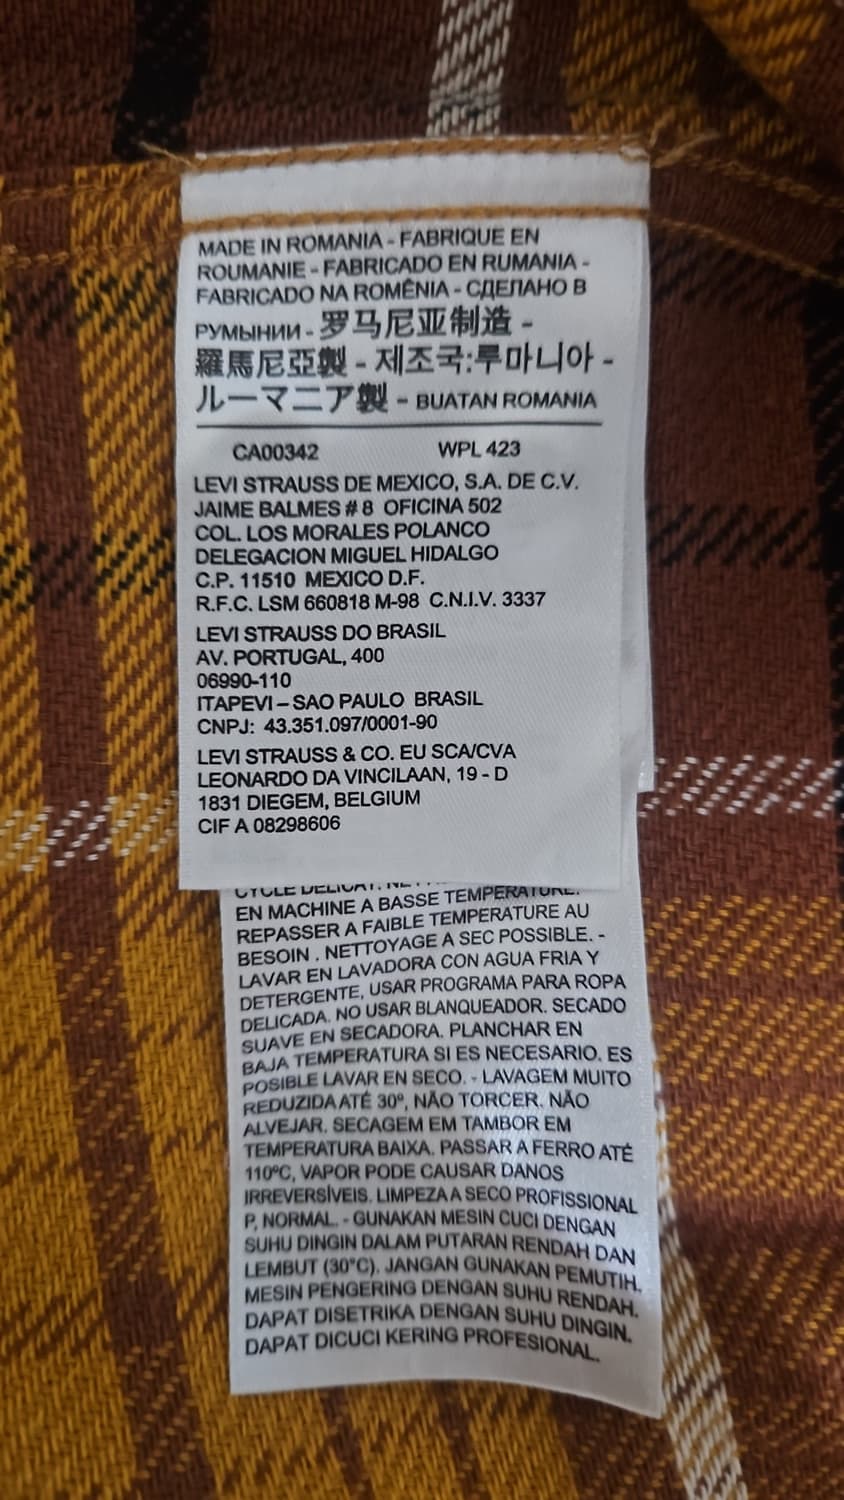 MADE IN ROMANIA - FABRIQUE EN
ROUMANIE - FABRICADO EN RUMANIA -
FABRICADO NA ROMÊNIA - СДЕЛАНО В
РУМЫНИИ - 罗马尼亚制造 -
羅馬尼亞製 - 제조국:루마니아 -
ルーマニア製 - BUATAN ROMANIA
CA00342 WPL 423
LEVI STRAUSS DE MEXICO, S.A. DE C.V.
JAIME BALMES # 8 OFICINA 502
COL. LOS MORALES POLANCO
DELEGACION MIGUEL HIDALGO
C.P. 11510 MEXICO D.F.
R.F.C. LSM 660818 M-98 C.N.I.V. 3337
LEVI STRAUSS DO BRASIL
AV. PORTUGAL, 400
06990-110
ITAPEVI – SAO PAULO BRASIL
CNPJ: 43.351.097/0001-90
LEVI STRAUSS & CO. EU SCA/CVA
LEONARDO DA VINCILAAN, 19 - D
1831 DIEGEM, BELGIUM
CIF A 08298606
CYCLE DELICAT.
EN MACHINE A BASSE TEMPERATURE.
REPASSER A FAIBLE TEMPERATURE AU
BESOIN . NETTOYAGE A SEC POSSIBLE. -
LAVAR EN LAVADORA CON AGUA FRIA Y
DETERGENTE, USAR PROGRAMA PARA ROPA
DELICADA. NO USAR BLANQUEADOR. SECADO
SUAVE EN SECADORA. PLANCHAR EN
BAJA TEMPERATURA SI ES NECESARIO. ES
POSIBLE LAVAR EN SECO. - LAVAGEM MUITO
REDUZIDA ATÉ 30º, NÃO TORCER. NÃO
ALVEJAR. SECAGEM EM TAMBOR EM
TEMPERATURA BAIXA. PASSAR A FERRO ATÉ
110ºC, VAPOR PODE CAUSAR DANOS
IRREVERSÍVEIS. LIMPEZA A SECO PROFISSIONAL
P, NORMAL. - GUNAKAN MESIN CUCI DENGAN
SUHU DINGIN DALAM PUTARAN RENDAH DAN
LEMBUT (30°C). JANGAN GUNAKAN PEMUTIH.
MESIN PENGERING DENGAN SUHU RENDAH.
DAPAT DISETRIKA DENGAN SUHU DINGIN.
DAPAT DICUCI KERING PROFESIONAL.